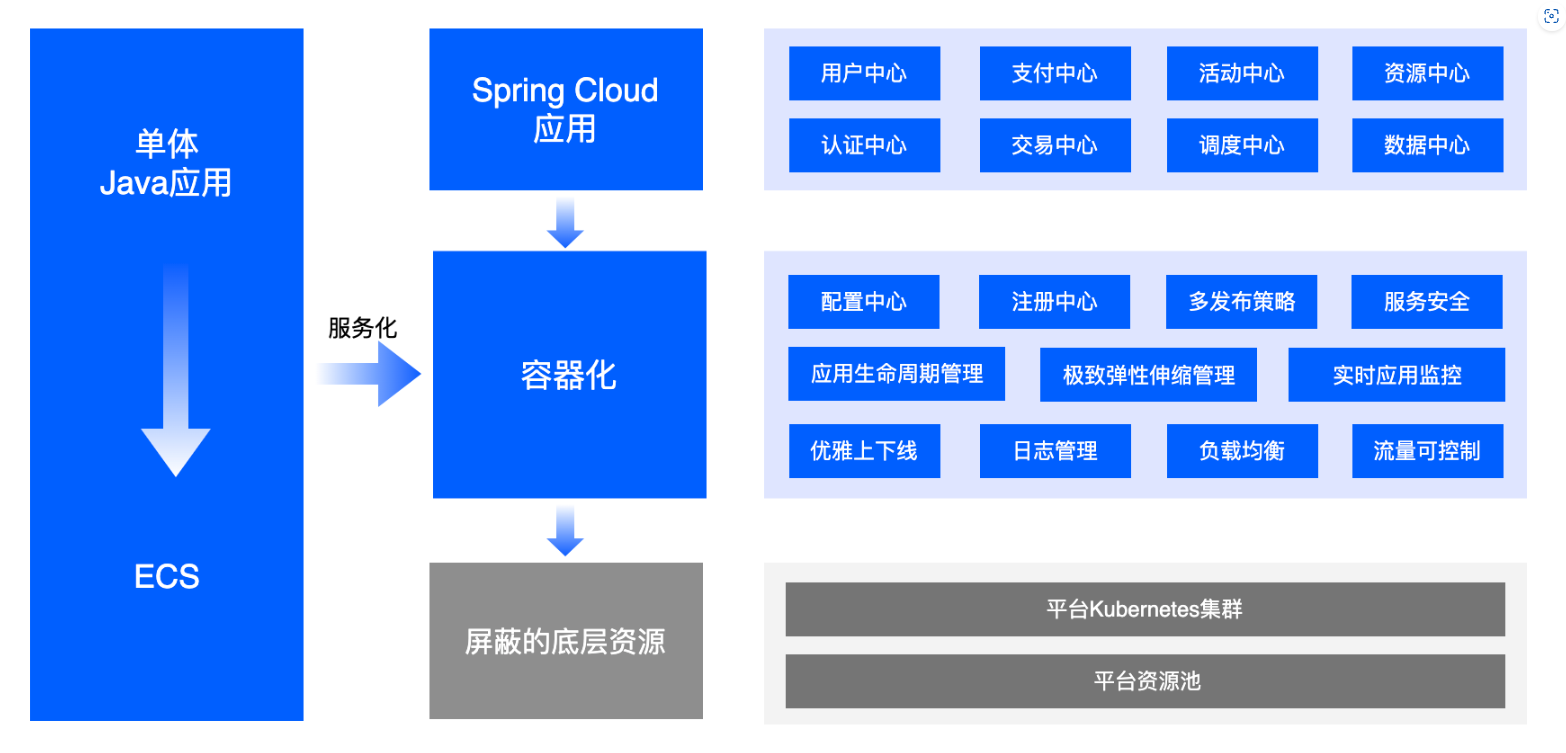 单体
Java应用
ECS
服务化
Spring Cloud
应用
容器化
屏蔽的底层资源
用户中心
支付中心
活动中心
资源中心
认证中心
交易中心
调度中心
数据中心
配置中心
注册中心
多发布策略
服务安全
应用生命周期管理
极致弹性伸缩管理
实时应用监控
优雅上下线
日志管理
负载均衡
流量可控制
平台Kubernetes集群
平台资源池